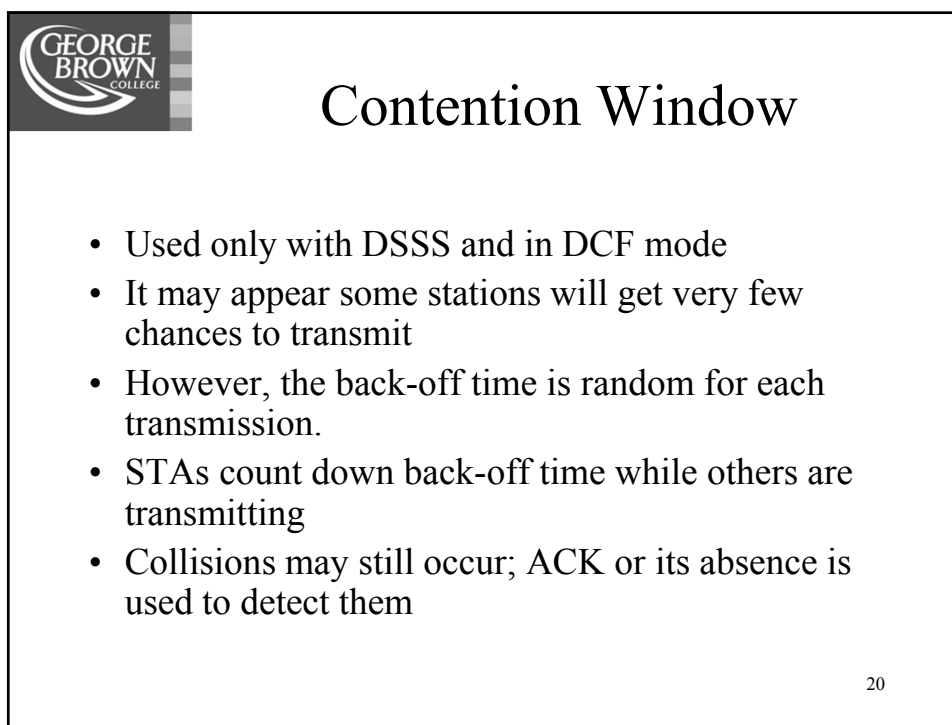 GEORGE
BROWN
COLLEGE
Contention Window
• Used only with DSSS and in DCF mode
• It may appear some stations will get very few
chances to transmit
• However, the back-off time is random for each
transmission.
• STAs count down back-off time while others are
transmitting
• Collisions may still occur; ACK or its absence is
used to detect them
20